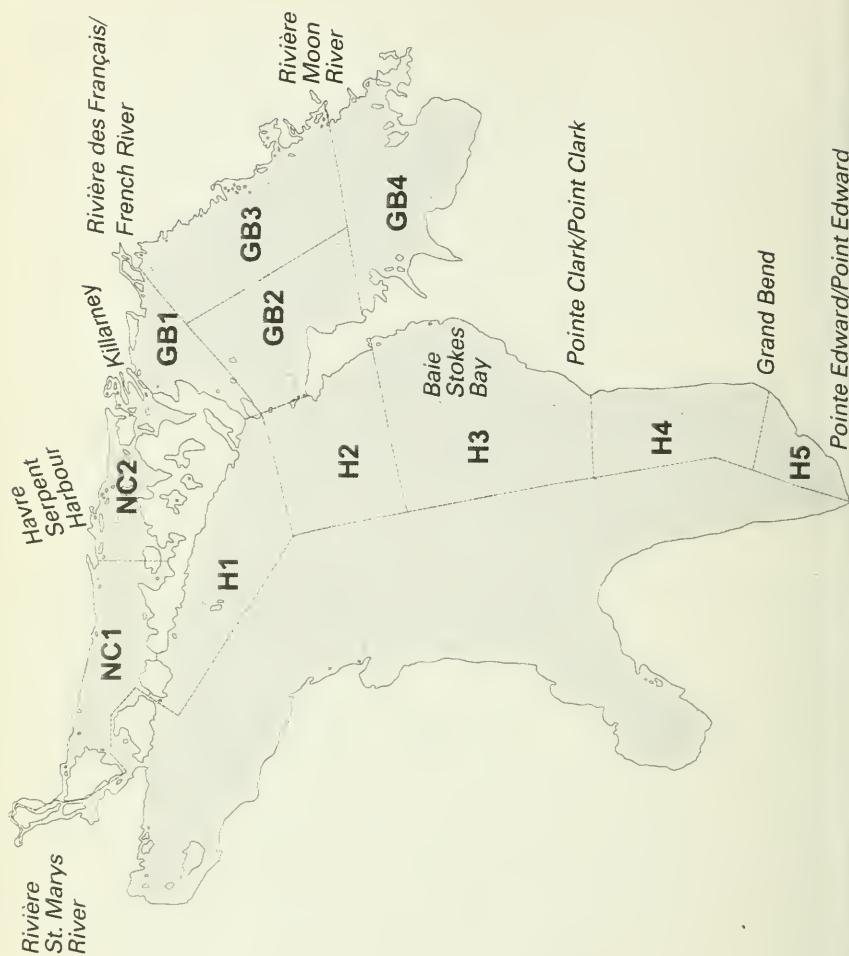 Rivière
St. Marys
River
NC1
Havre
Serpent
Harbour
NC2
Killarney
Rivière des Français/
French River
GB1
GB3
GB2
Rivière
Moon
River
GB4
H1
H2
Baie
Stokes
Bay
H3
Pointe Clark/Point Clark
H4
Grand Bend
H5
Pointe Edward/Point Edward